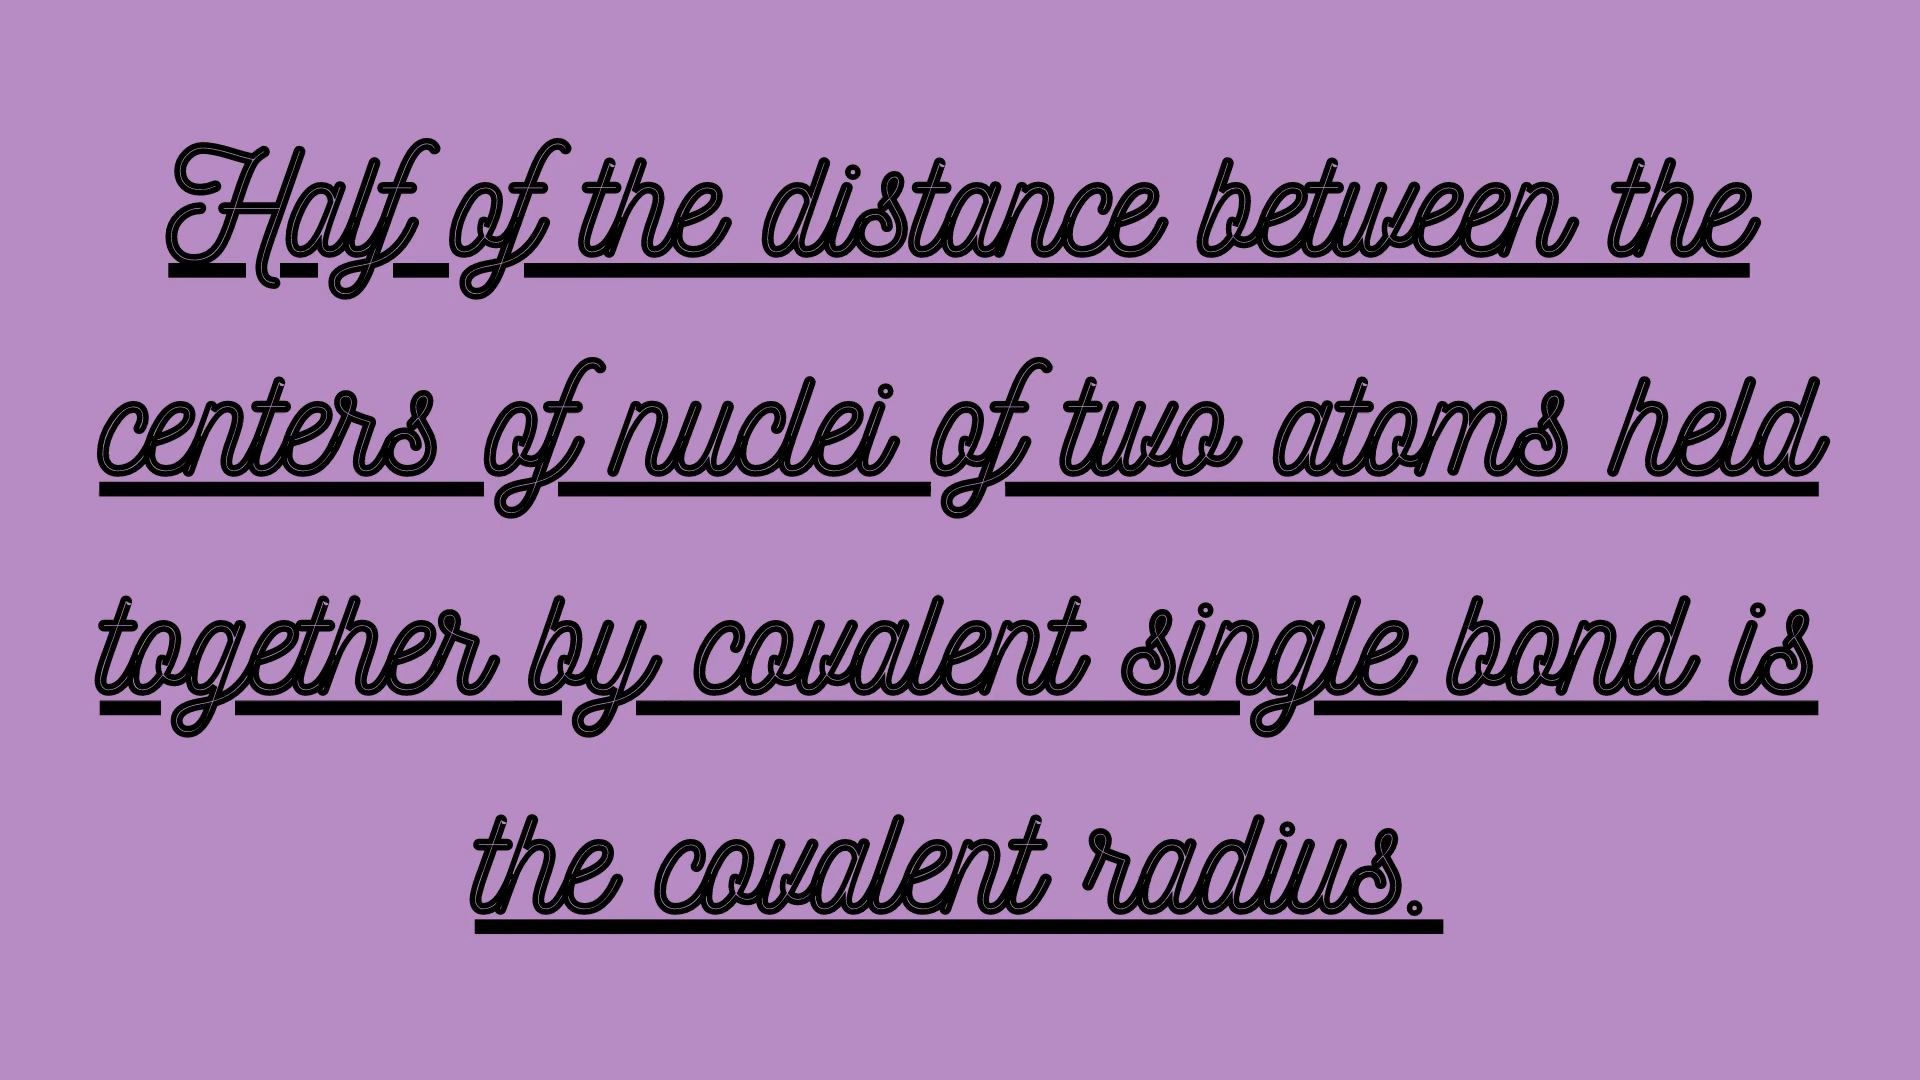 Half of the distance between the
centers of nuclei of two atoms held
together by covalent single bond is
the covalent radius.